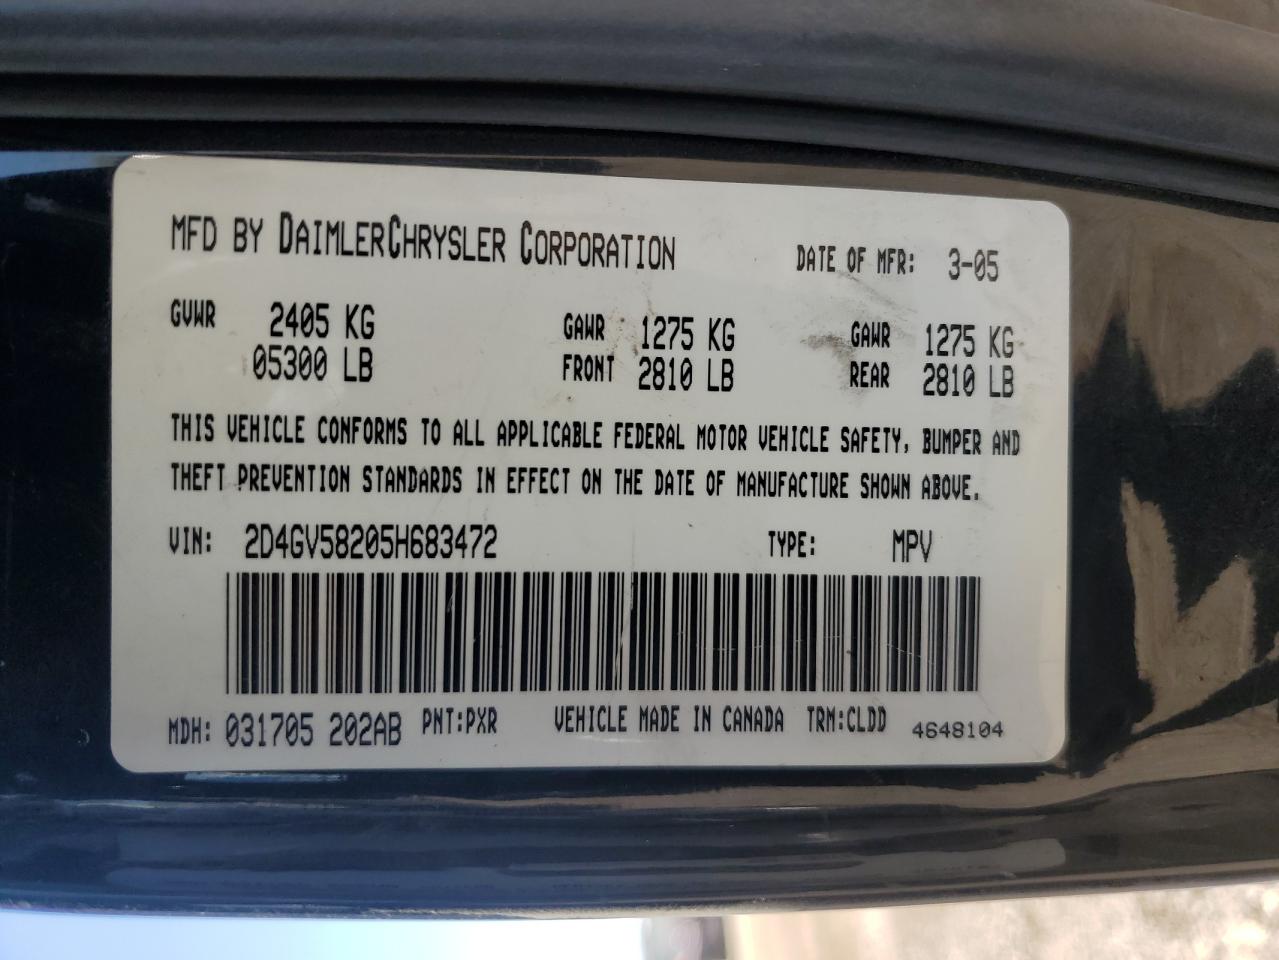 MFD BY DAIMLERCHRYSLER CORPORATION DATE OF MFR: 3-05
GVWR 2405 KG GAWR 1275 KG GAWR 1275 KG
05300 LB FRONT 2810 LB REAR 2810 LB
THIS VEHICLE CONFORMS TO ALL APPLICABLE FEDERAL MOTOR VEHICLE SAFETY, BUMPER AND
THEFT PREVENTION STANDARDS IN EFFECT ON THE DATE OF MANUFACTURE SHOWN ABOVE.
VIN: 2D4GV58205H683472 TYPE: MPV
MDH: 031705 202AB PNT:PXR VEHICLE MADE IN CANADA TRM:CLDD 4648104